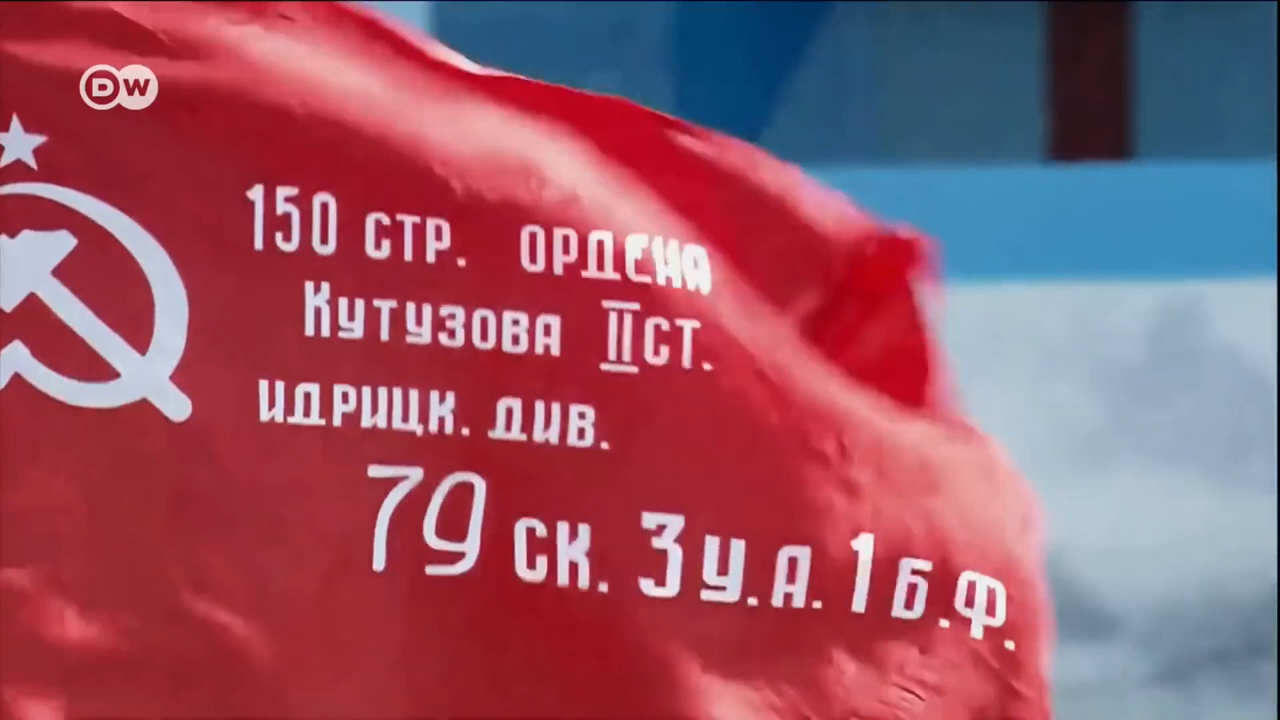 DW
150 СТР. ОРДЕНА
КУТУЗОВА II СТ.
ИДРИЦК. ДИВ.
79 СК. 3 У.А. 1 Б.Ф.